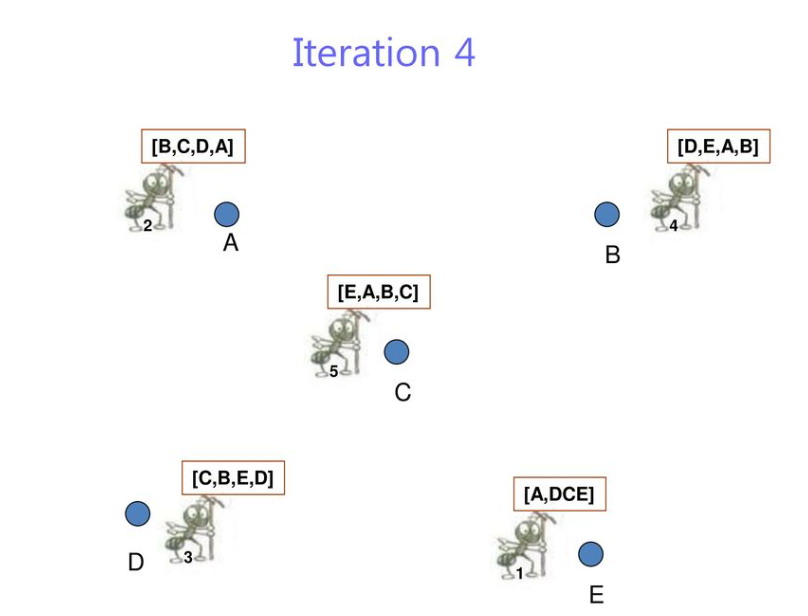 Iteration 4
[B,C,D,A]
[D,E,A,B]
2
A
4
B
[E,A,B,C]
5
C
[C,B,E,D]
[A,DCE]
D
3
1
E